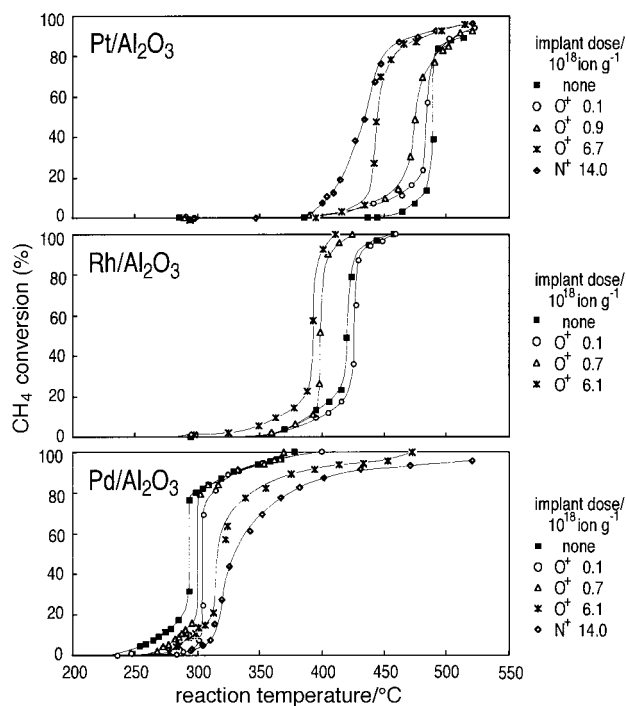 Pt/Al2O3
100
80
60
40
20
0
implant dose/
10^18 ion g^-1
none
O+ 0.1
O+ 0.9
O+ 6.7
N+ 14.0
Rh/Al2O3
100
80
60
40
20
0
CH4 conversion (%)
implant dose/
10^18 ion g^-1
none
O+ 0.1
O+ 0.7
O+ 6.1
Pd/Al2O3
100
80
60
40
20
0
implant dose/
10^18 ion g^-1
none
O+ 0.1
O+ 0.7
O+ 6.1
N+ 14.0
200 250 300 350 400 450 500 550
reaction temperature/°C